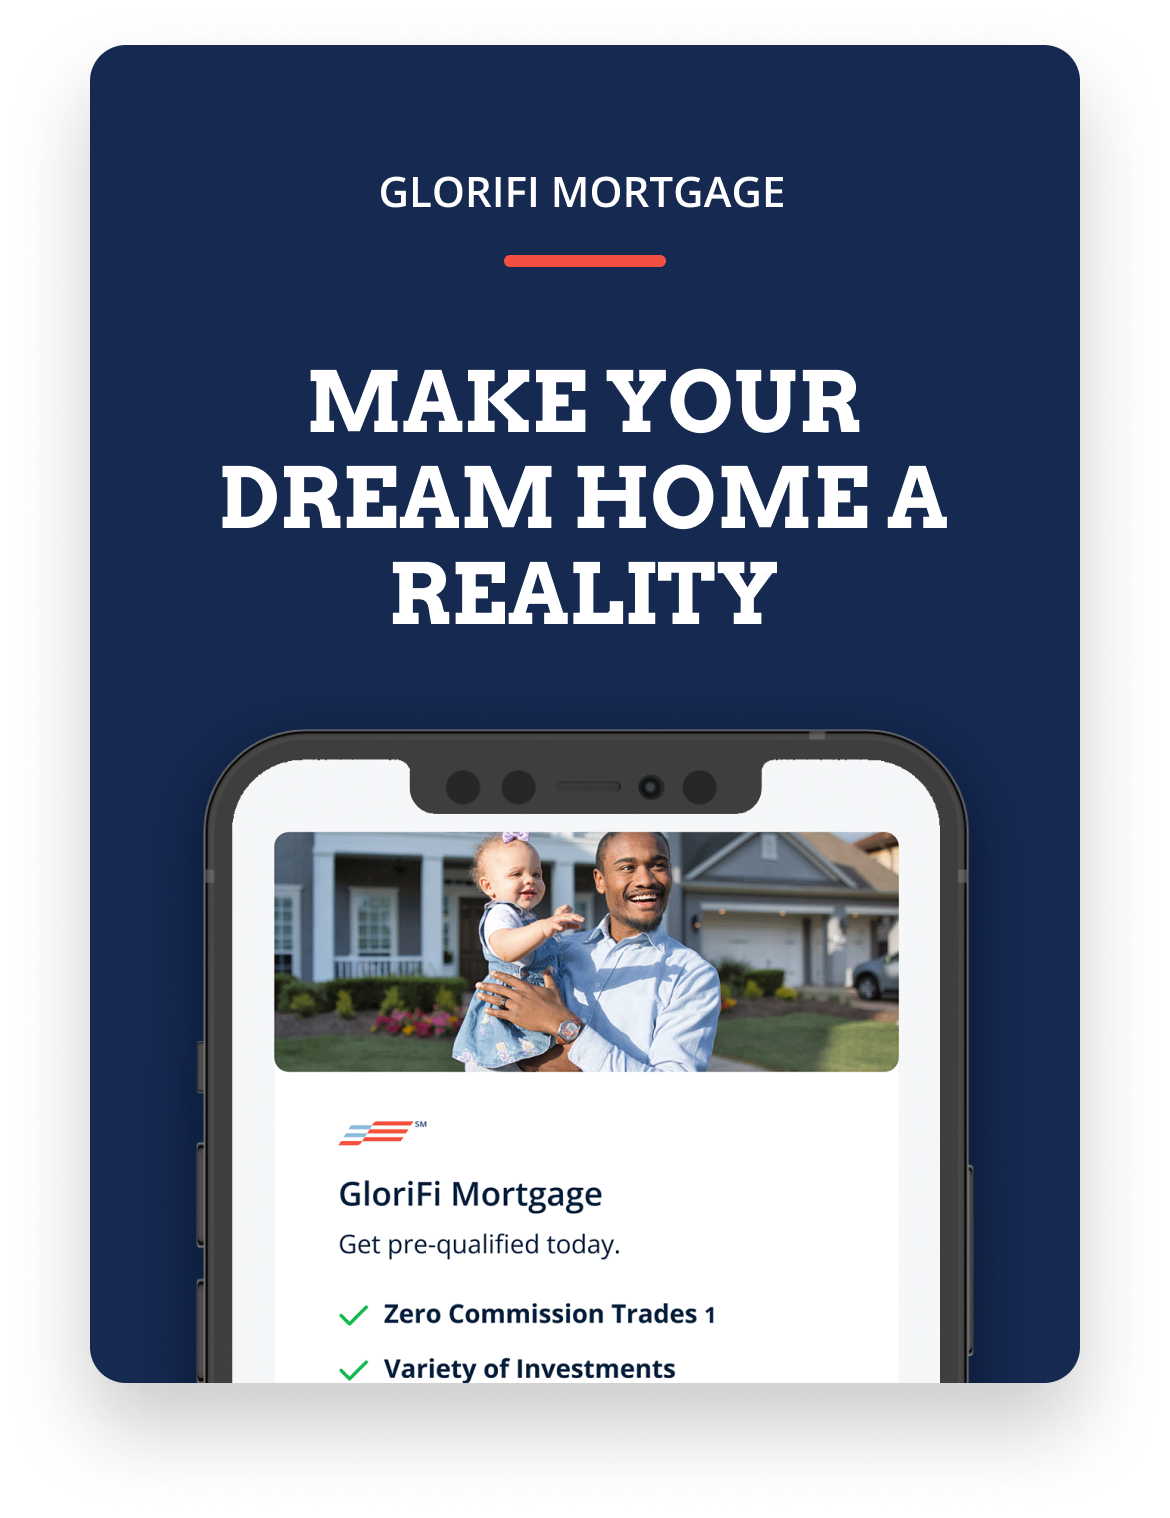 GLORIFI MORTGAGE
MAKE YOUR
DREAM HOME A
REALITY
SM
GloriFi Mortgage
Get pre-qualified today.
Zero Commission Trades 1
Variety of Investments